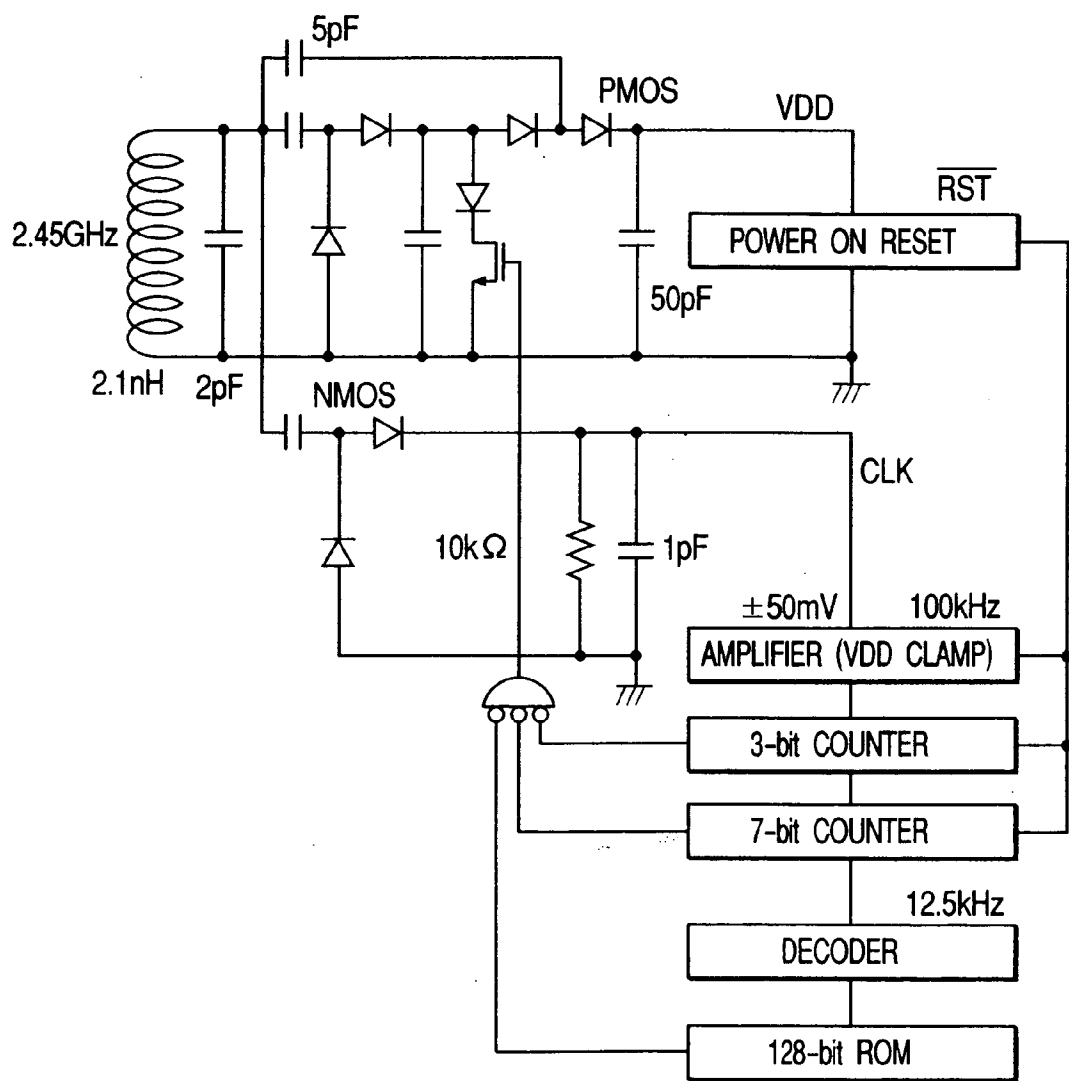 5pF
PMOS
VDD
RST
2.45GHz
POWER ON RESET
50pF
2.1nH
2pF
NMOS
CLK
10kΩ
1pF
±50mV
100kHz
AMPLIFIER (VDD CLAMP)
3-bit COUNTER
7-bit COUNTER
12.5kHz
DECODER
128-bit ROM